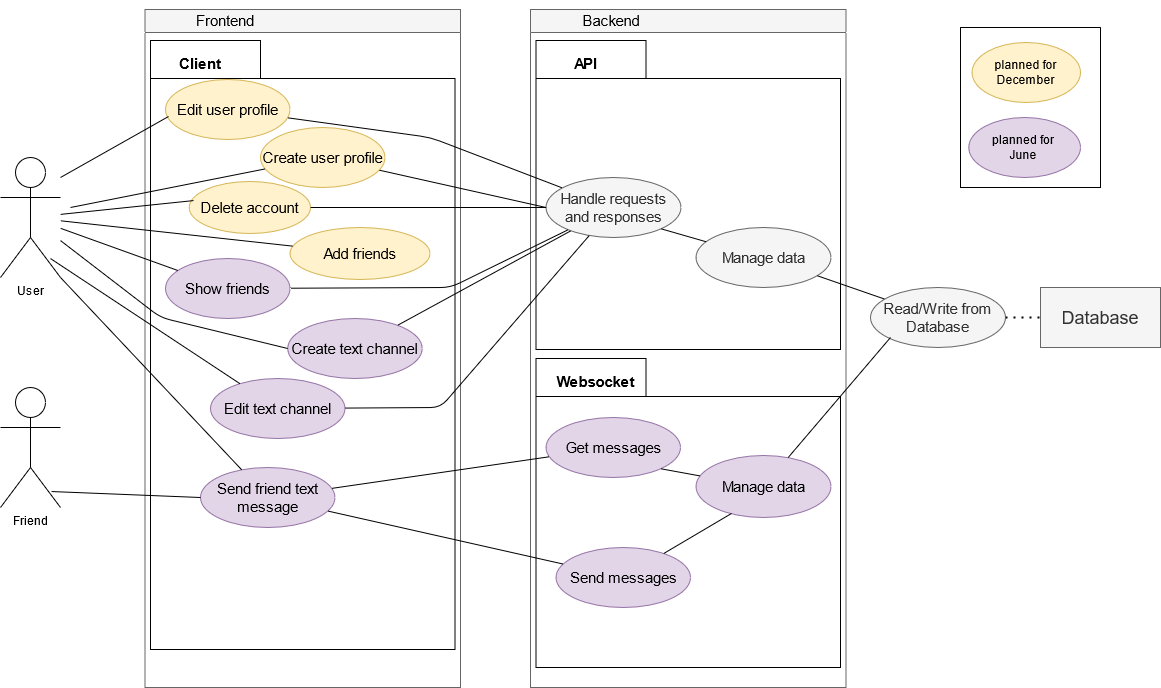 Frontend
Backend
Client
API
planned for
December
planned for
June
Edit user profile
Create user profile
Delete account
Add friends
Show friends
Create text channel
Edit text channel
Send friend text
message
User
Friend
Handle requests
and responses
Manage data
Read/Write from
Database
Database
Websocket
Get messages
Manage data
Send messages